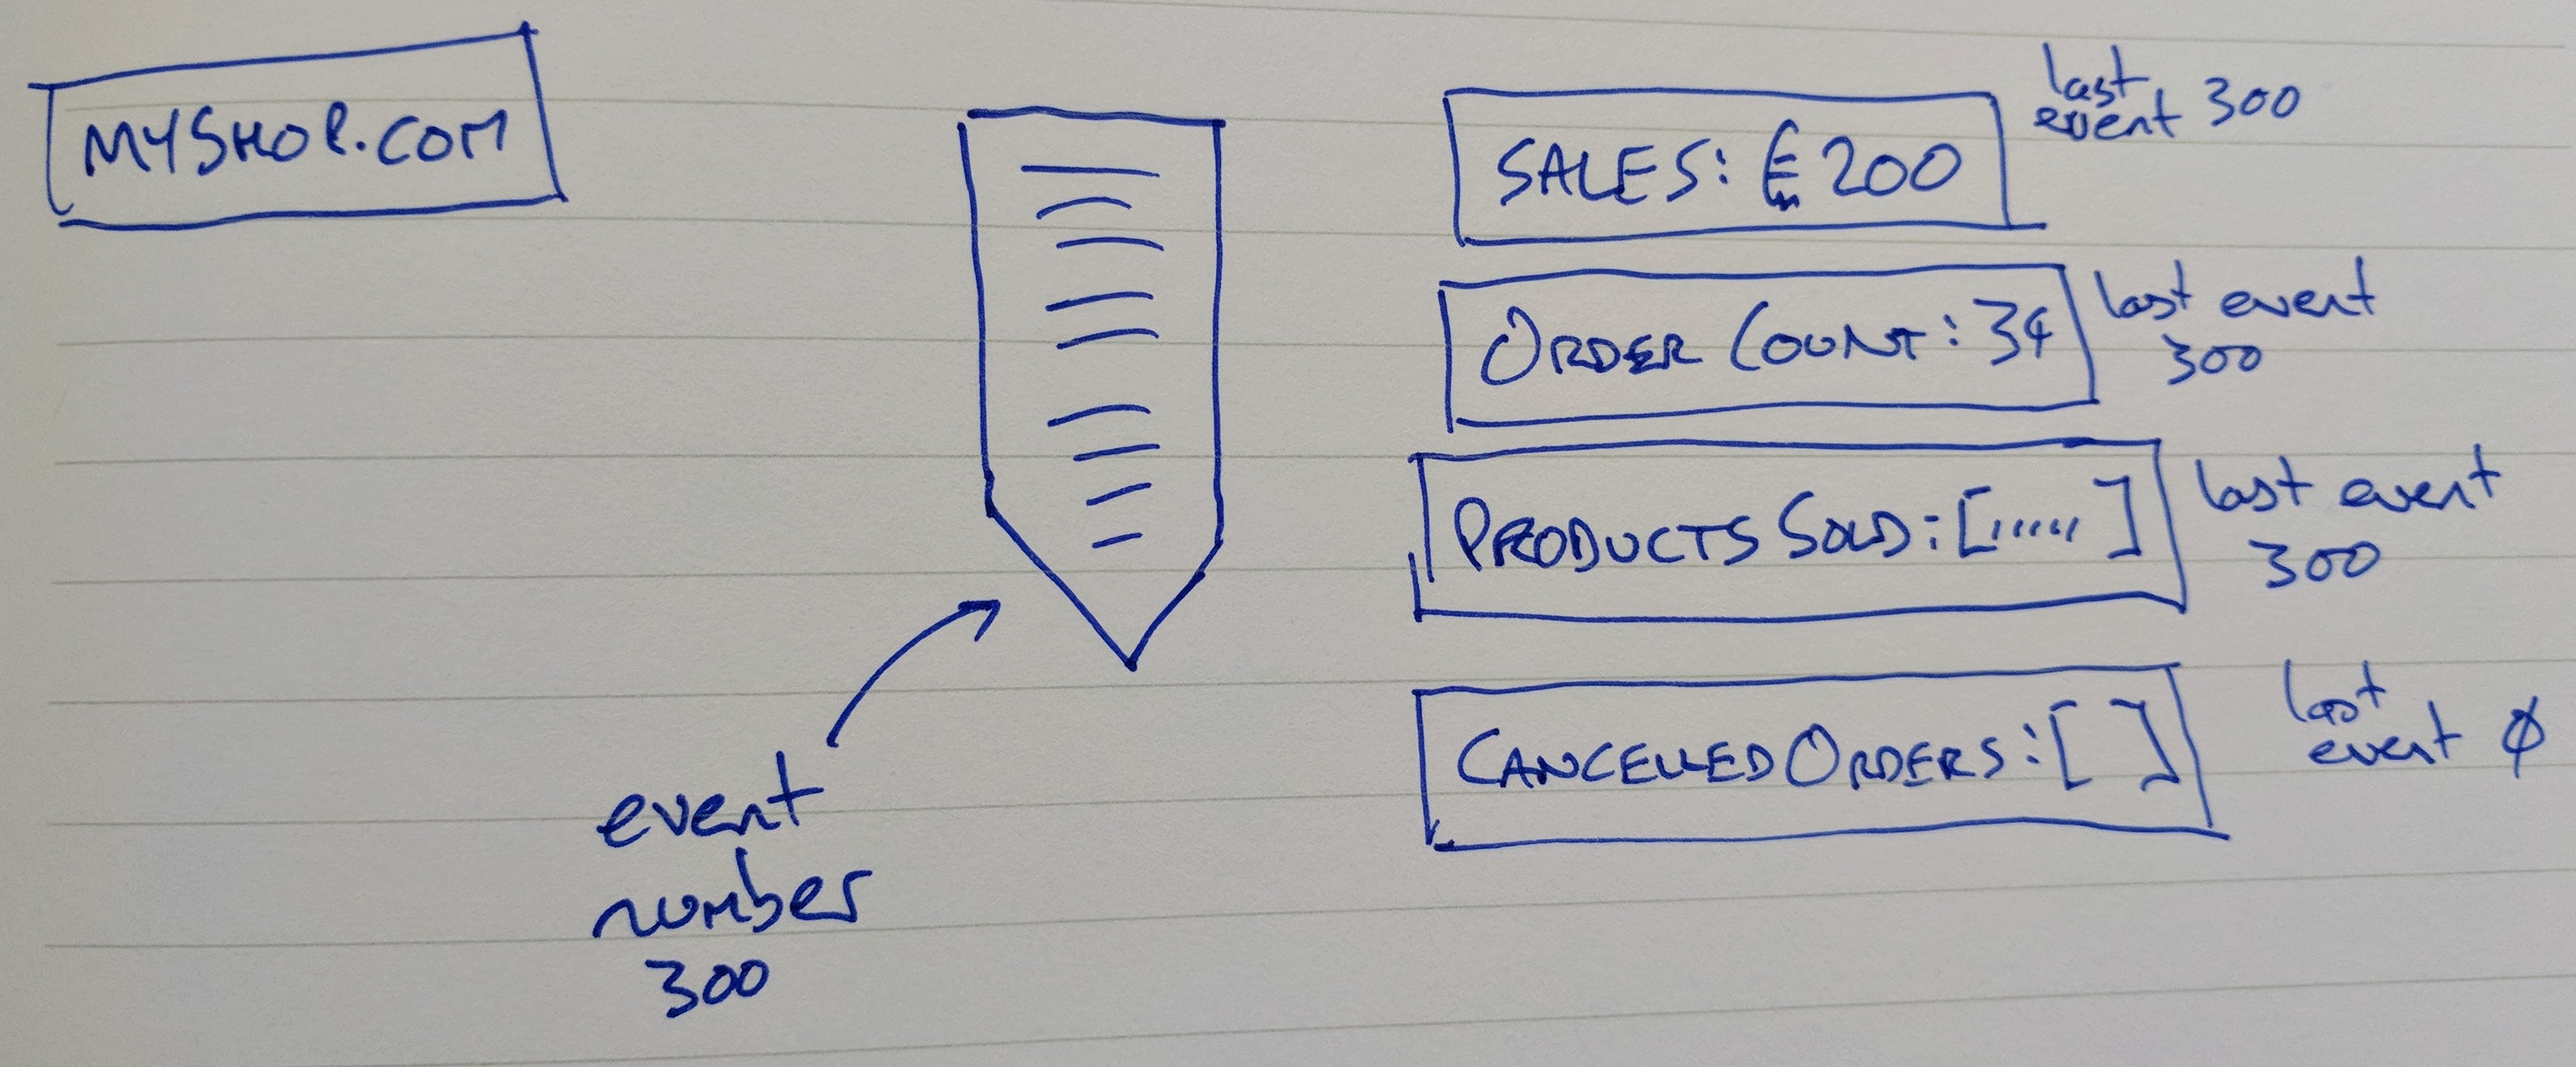 MYSHOP.COM
event
number
300
SALES: € 200
last
event 300
ORDER COUNT: 34
last event
300
PRODUCTS SOLD: [,,,,,, ]
last event
300
CANCELLED ORDERS: [ ]
last
event Ø